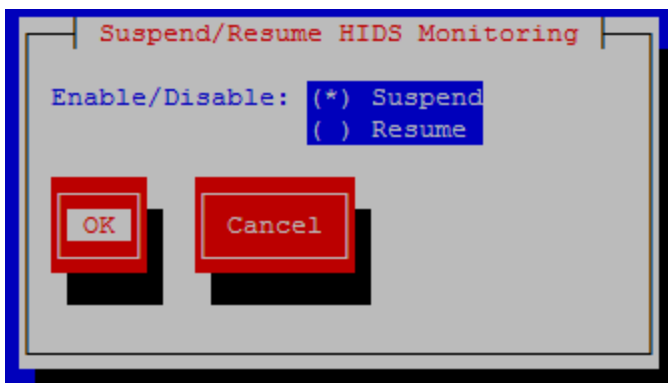 Suspend/Resume HIDS Monitoring
Enable/Disable: (*) Suspend
( ) Resume
OK Cancel